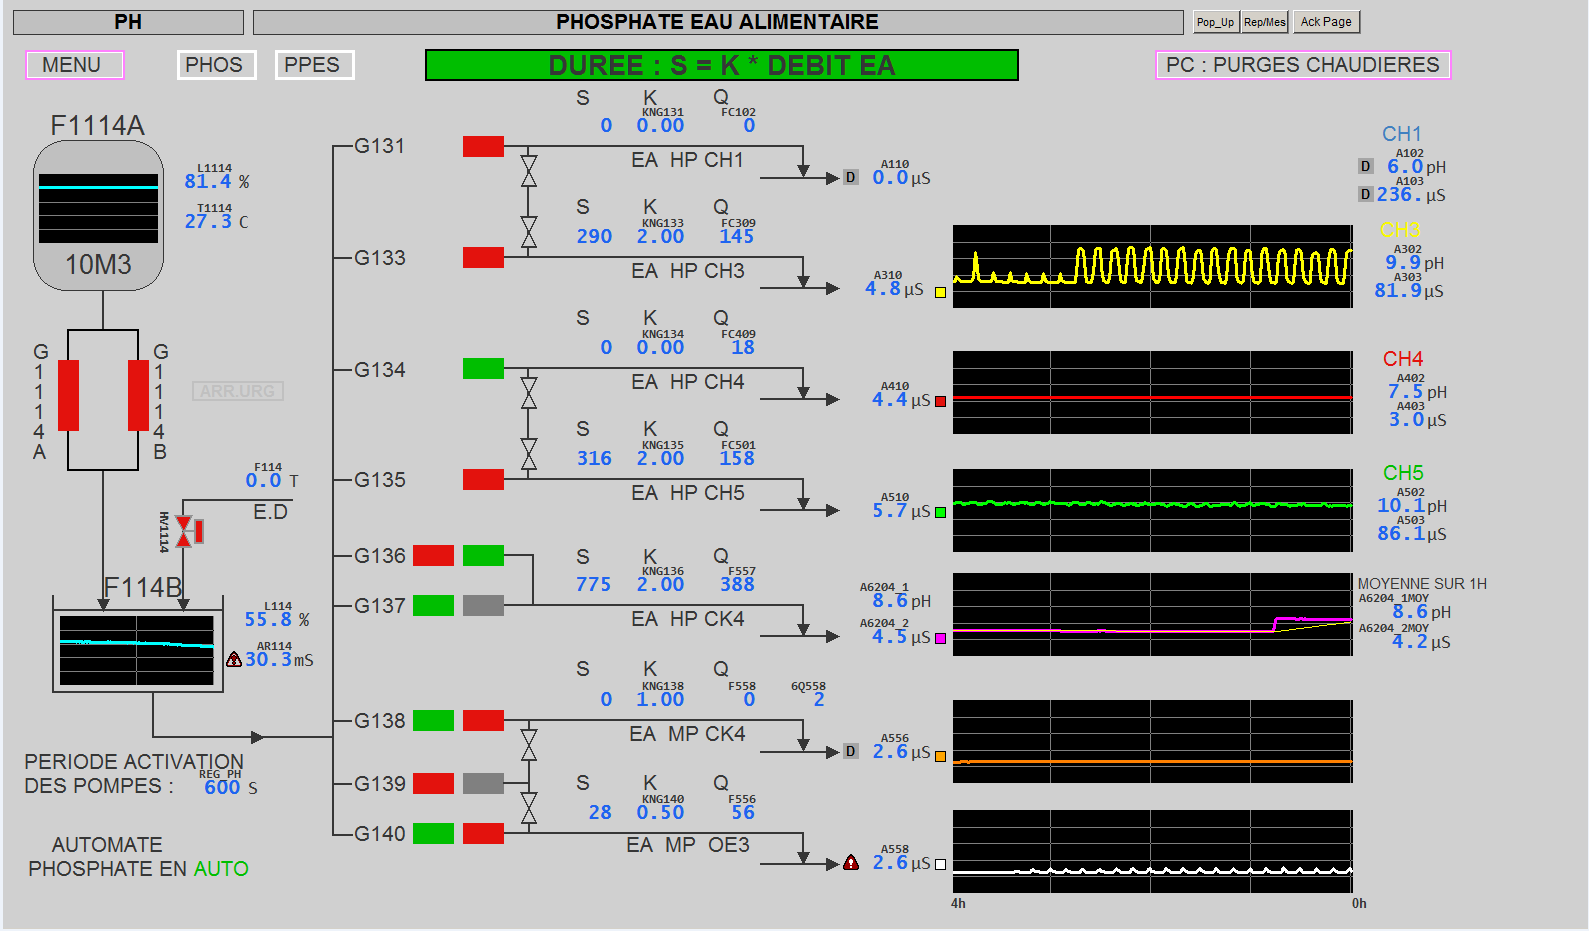 PH
PHOSPHATE EAU ALIMENTAIRE
Pop_Up
Rep/Mes
Ack Page
MENU
PHOS
PPES
DUREE : S = K * DEBIT EA
PC : PURGES CHAUDIERES
F1114A
10M3
L1114
81.4 %
T1114
27.3 C
G1114A
G1114B
ARR.URG
F114
0.0 T
E.D
HV1114
F114B
L114
55.8 %
AR114
30.3 mS
PERIODE ACTIVATION
DES POMPES :
REG_PH
600 S
AUTOMATE
PHOSPHATE EN AUTO
G131
S K Q
KNG131 FC102
0 0.00 0
EA HP CH1
A110
D 0.0 µS
G133
S K Q
KNG133 FC309
290 2.00 145
EA HP CH3
A310
4.8 µS
G134
S K Q
KNG134 FC409
0 0.00 18
EA HP CH4
A410
4.4 µS
G135
S K Q
KNG135 FC501
316 2.00 158
EA HP CH5
A510
5.7 µS
G136
S K Q
KNG136 F557
775 2.00 388
G137
EA HP CK4
A6204_1
8.6 pH
A6204_2
4.5 µS
G138
S K Q
KNG138 F558 6Q558
0 1.00 0 2
EA MP CK4
A556
D 2.6 µS
G139
S K Q
KNG140 F556
28 0.50 56
G140
EA MP OE3
A558
2.6 µS
CH1
A102
D 6.0 pH
A103
D 236. µS
CH3
A302
9.9 pH
A303
81.9 µS
CH4
A402
7.5 pH
A403
3.0 µS
CH5
A502
10.1 pH
A503
86.1 µS
MOYENNE SUR 1H
A6204_1MOY
8.6 pH
A6204_2MOY
4.2 µS
4h
0h